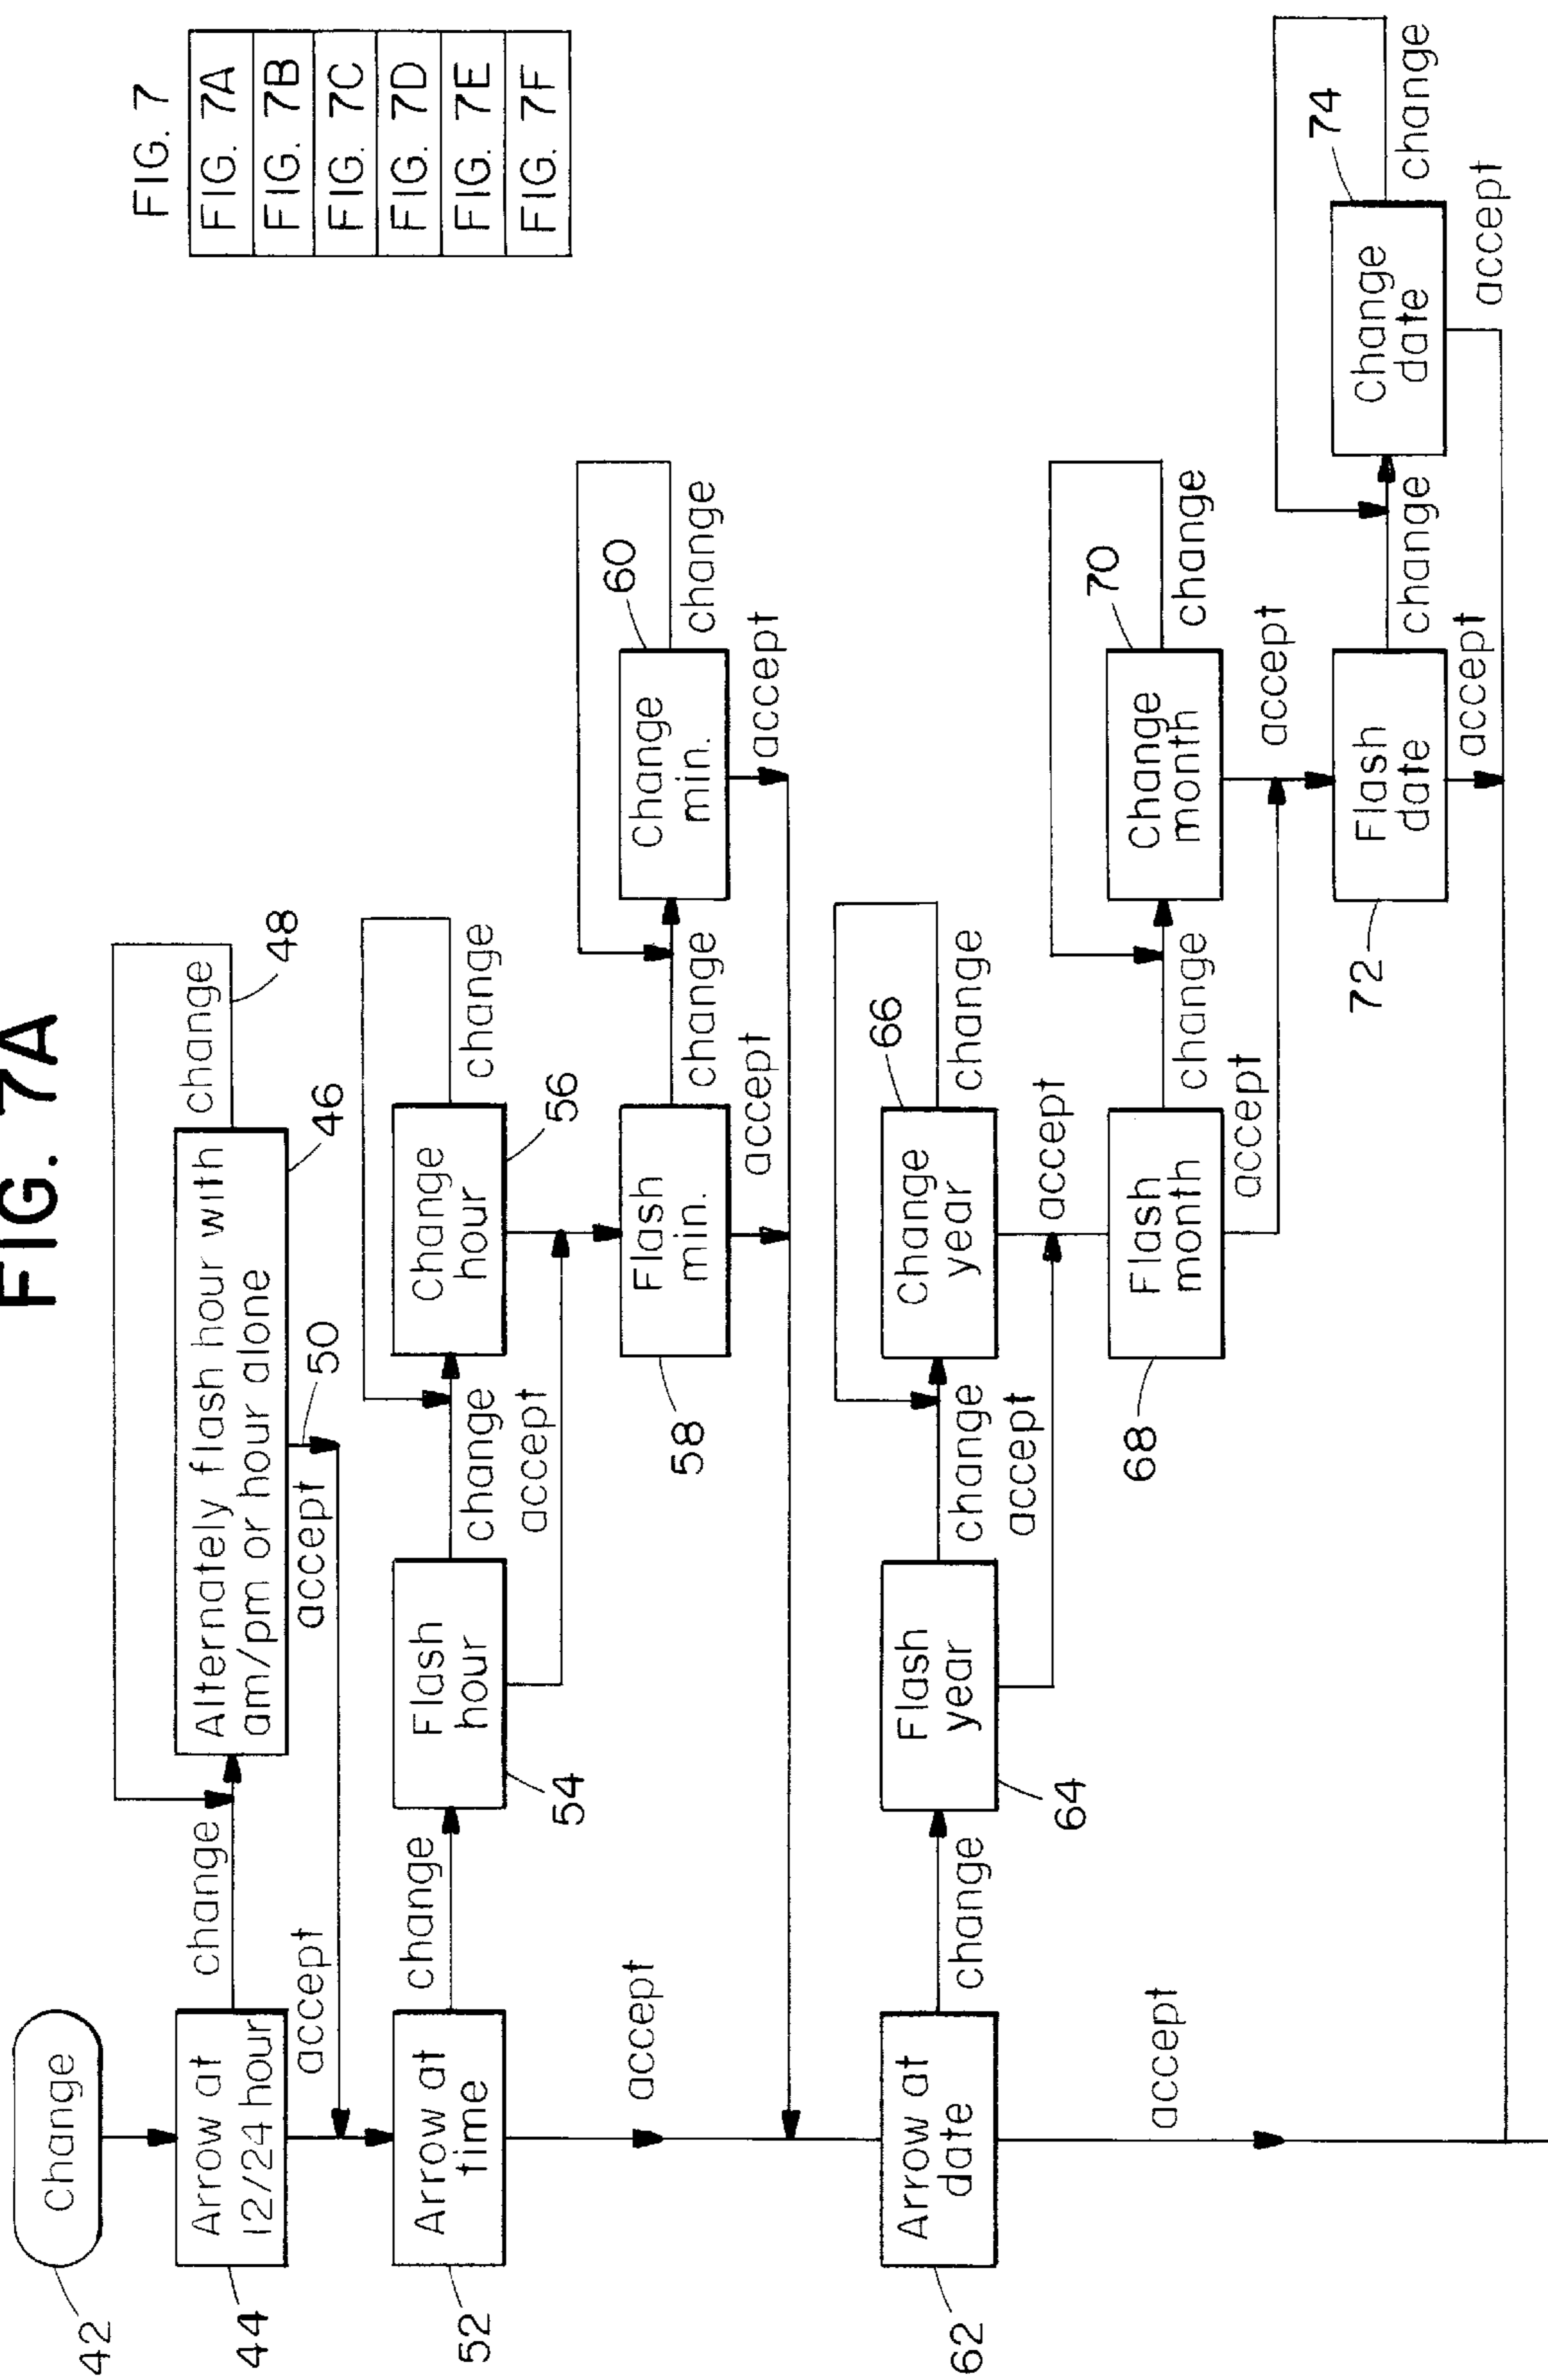 FIG. 7A
FIG. 7
FIG. 7A
FIG. 7B
FIG. 7C
FIG. 7D
FIG. 7E
FIG. 7F
Change
42
Arrow at
12/24 hour
44
change
accept
Alternately flash hour with
am/pm or hour alone
46
change
48
accept
50
Arrow at
time
52
change
accept
Flash
hour
54
change
accept
Change
hour
56
change
Flash
min.
58
change
accept
Change
min.
60
change
accept
Arrow at
date
62
change
accept
Flash
year
64
change
accept
Change
year
66
change
accept
Flash
month
68
change
accept
Change
month
70
change
accept
Flash
date
72
change
accept
Change
date
74
change
accept